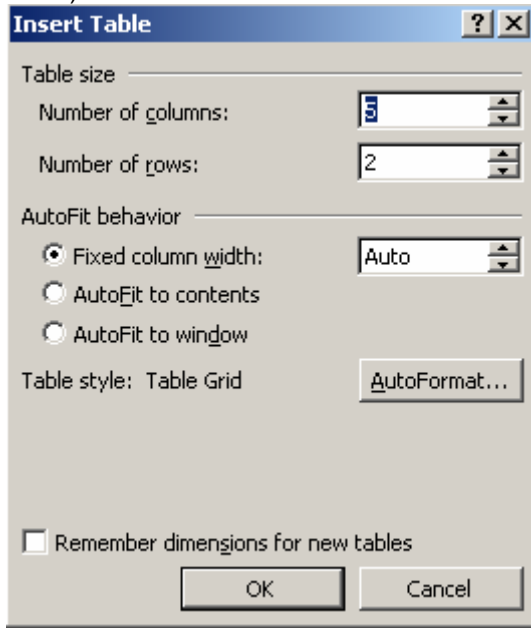 Insert Table
Table size
Number of columns: 5
Number of rows: 2
AutoFit behavior
Fixed column width: Auto
AutoFit to contents
AutoFit to window
Table style: Table Grid AutoFormat...
Remember dimensions for new tables
OK Cancel